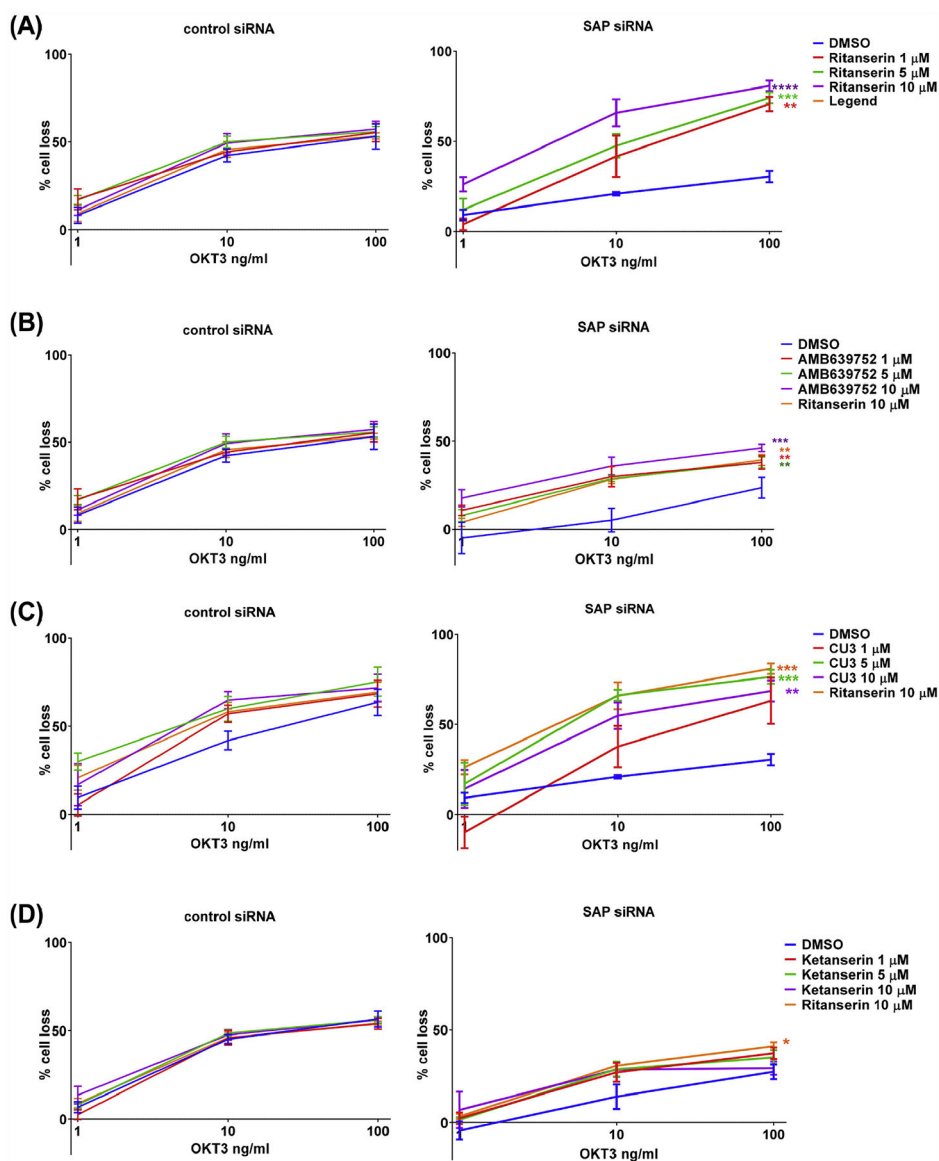 (A)
control siRNA
SAP siRNA
100
50
0
% cell loss
1
10
100
OKT3 ng/ml
100
50
0
% cell loss
1
10
100
OKT3 ng/ml
DMSO
Ritanserin 1 μM
Ritanserin 5 μM
Ritanserin 10 μM
Legend
****
***
**
(B)
control siRNA
SAP siRNA
100
50
0
% cell loss
1
10
100
OKT3 ng/ml
100
50
0
% cell loss
1
10
100
OKT3 ng/ml
DMSO
AMB639752 1 μM
AMB639752 5 μM
AMB639752 10 μM
Ritanserin 10 μM
***
**
**
**
(C)
control siRNA
SAP siRNA
100
50
0
% cell loss
1
10
100
OKT3 ng/ml
100
50
0
% cell loss
1
10
100
OKT3 ng/ml
DMSO
CU3 1 μM
CU3 5 μM
CU3 10 μM
Ritanserin 10 μM
***
***
**
(D)
control siRNA
SAP siRNA
100
50
0
% cell loss
1
10
100
OKT3 ng/ml
100
50
0
% cell loss
1
10
100
OKT3 ng/ml
DMSO
Ketanserin 1 μM
Ketanserin 5 μM
Ketanserin 10 μM
Ritanserin 10 μM
*